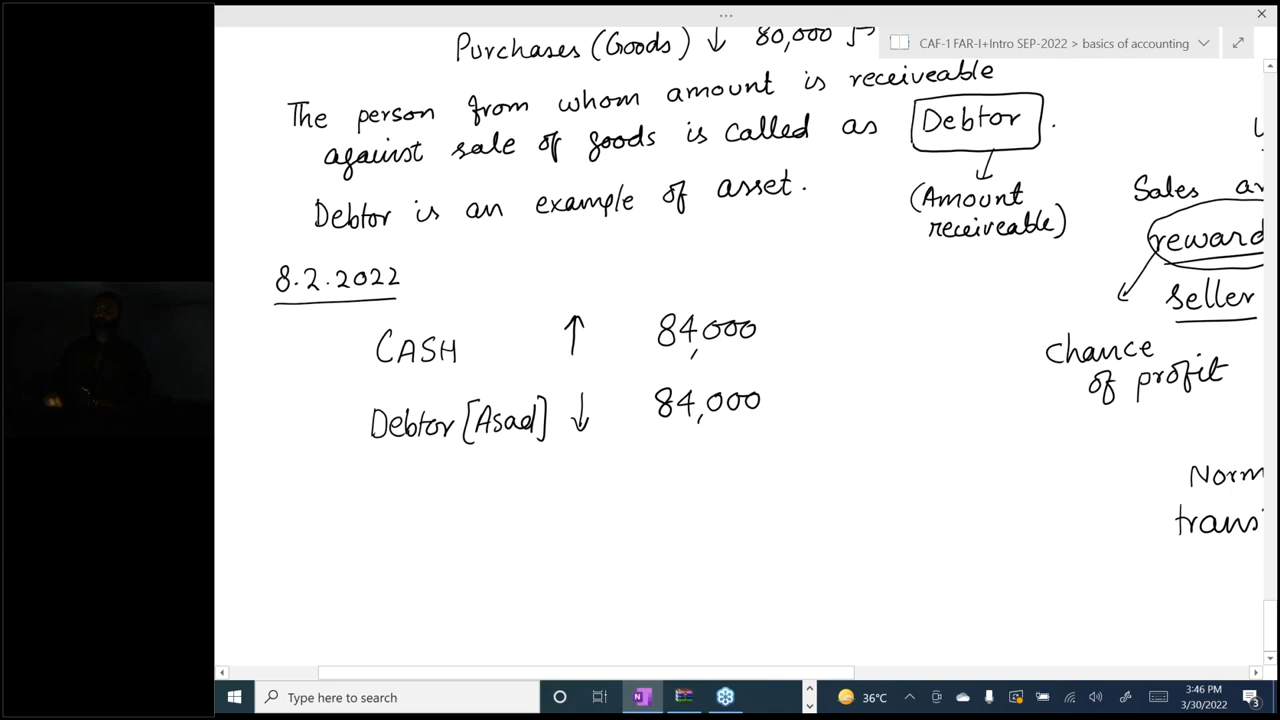 Purchases (Goods) ↓ 80,000
CAF-1 FAR-I+Intro SEP-2022 > basics of accounting
The person from whom amount is receiveable
against sale of goods is called as Debtor.
(Amount
receiveable)
Debtor is an example of asset.
Sales
reward
seller
chance
of profit
8.2.2022
CASH ↑ 84,000
Debtor [Asad] ↓ 84,000
Norm
trans
Type here to search
36°C
3:46 PM
3/30/2022
3